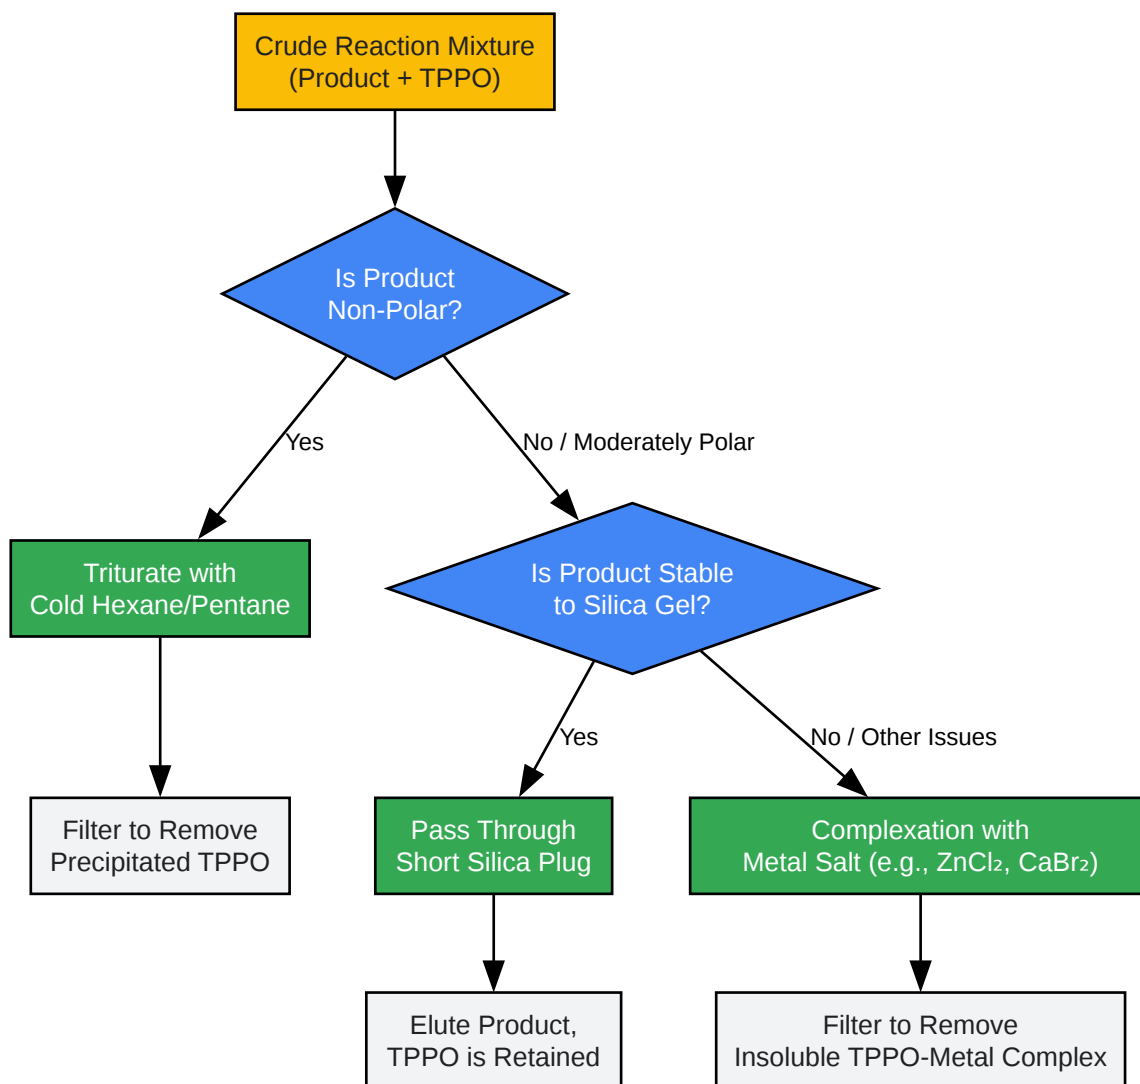 Crude Reaction Mixture
(Product + TPPO)
Is Product
Non-Polar?
Yes
No / Moderately Polar
Triturate with
Cold Hexane/Pentane
Is Product Stable
to Silica Gel?
Yes
No / Other Issues
Filter to Remove
Precipitated TPPO
Pass Through
Short Silica Plug
Complexation with
Metal Salt (e.g., ZnCl₂, CaBr₂)
Elute Product,
TPPO is Retained
Filter to Remove
Insoluble TPPO-Metal Complex